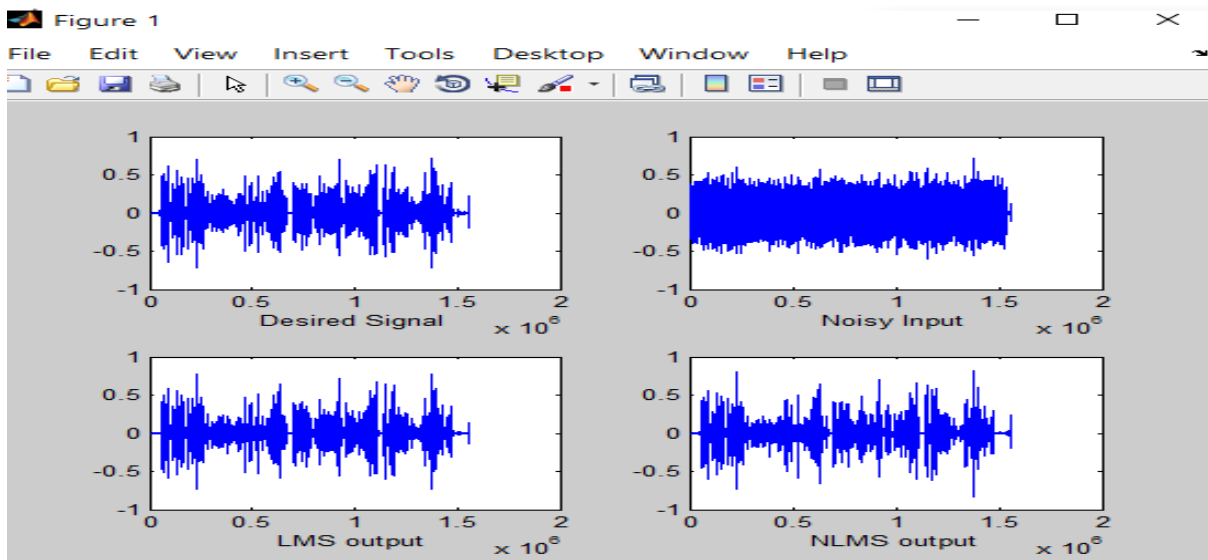 Figure 1
File Edit View Insert Tools Desktop Window Help
1
0.5
0
-0.5
-1
0 0.5 1 1.5 2
Desired Signal x 10^6
1
0.5
0
-0.5
-1
0 0.5 1 1.5 2
Noisy Input x 10^6
1
0.5
0
-0.5
-1
0 0.5 1 1.5 2
LMS output x 10^6
1
0.5
0
-0.5
-1
0 0.5 1 1.5 2
NLMS output x 10^6